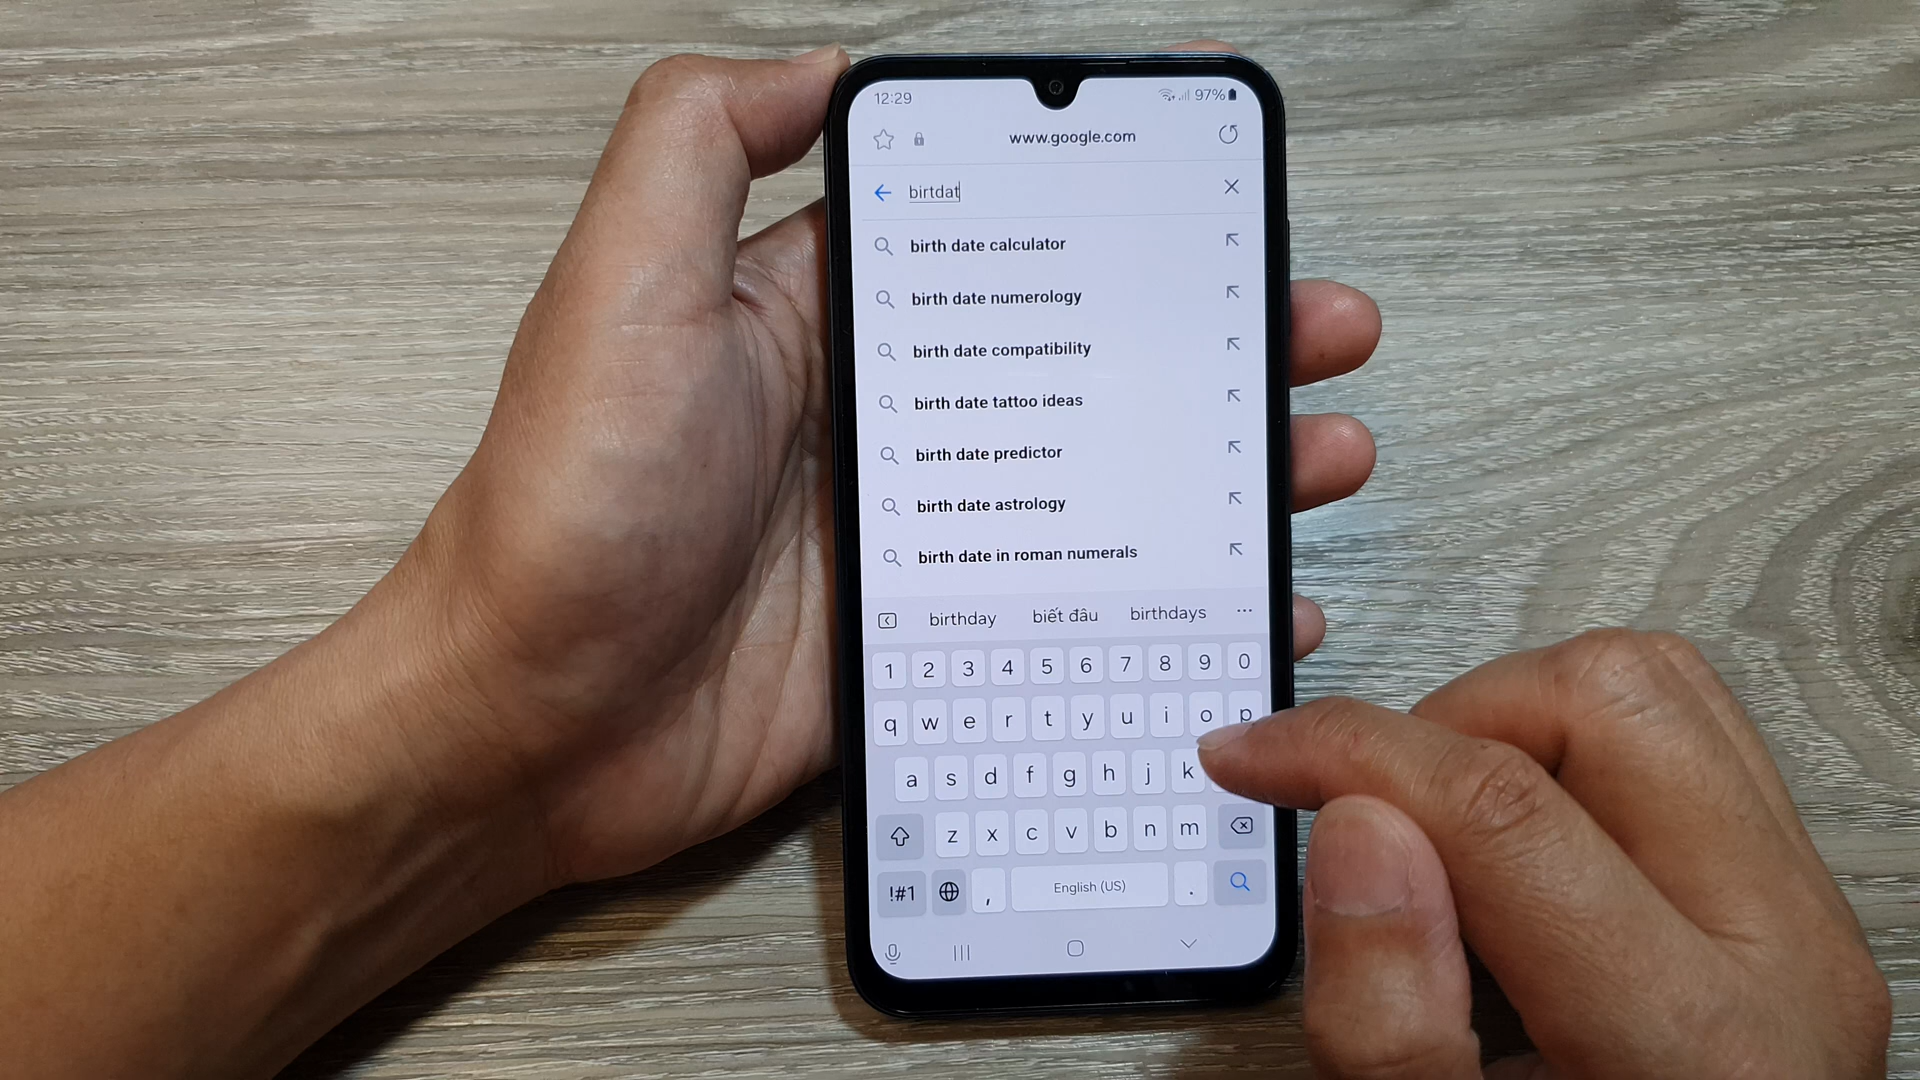 12:29 97%
www.google.com
birtdat
birth date calculator
birth date numerology
birth date compatibility
birth date tattoo ideas
birth date predictor
birth date astrology
birth date in roman numerals
birthday biết đâu birthdays ...
1 2 3 4 5 6 7 8 9 0
q w e r t y u i o p
a s d f g h j k
z x c v b n m
!#1 , English (US) .